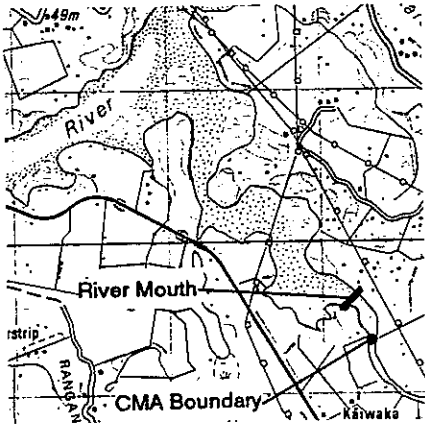 49m
River
River Mouth
rstrip
RANGAN
CMA Boundary
Kaiwaka